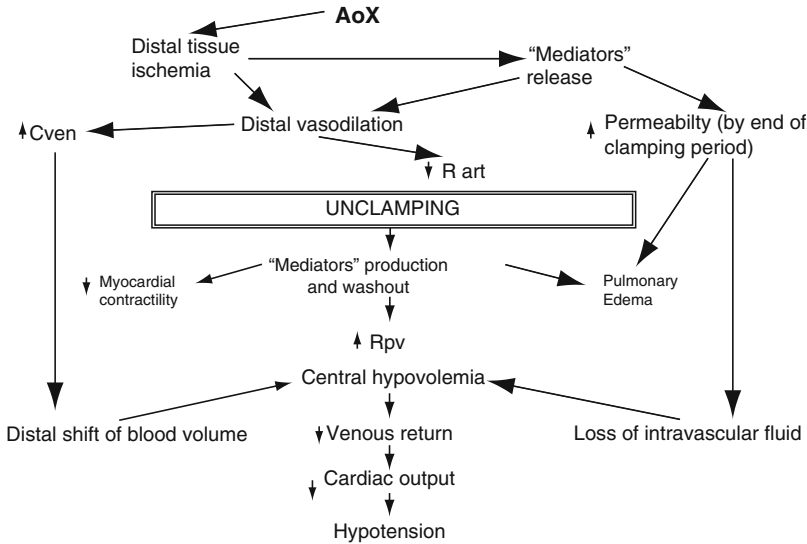 AoX
Distal tissue
ischemia
“Mediators”
release
Cven
Distal vasodilation
Permeabilty (by end of
clamping period)
R art
UNCLAMPING
“Mediators” production
and washout
Myocardial
contractility
Pulmonary
Edema
Rpv
Central hypovolemia
Distal shift of blood volume
Venous return
Loss of intravascular fluid
Cardiac output
Hypotension